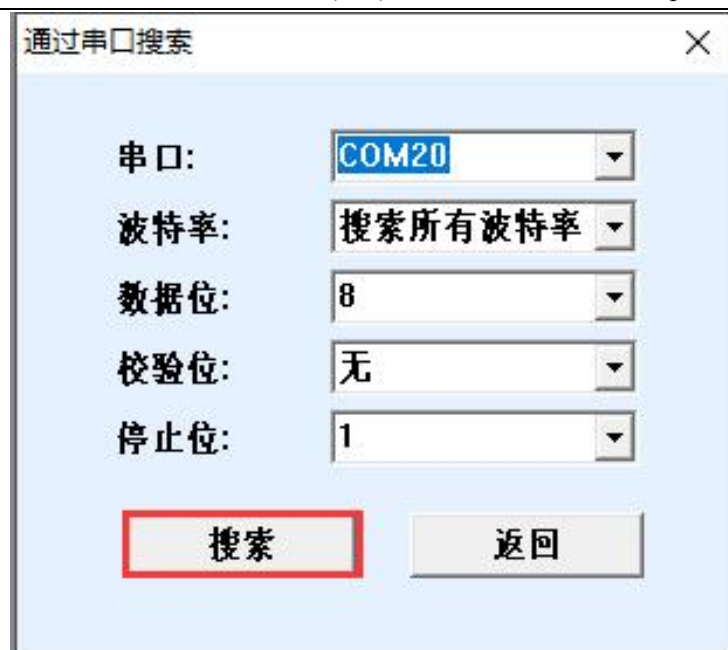 通过串口搜索
串口: COM20
波特率: 搜索所有波特率
数据位: 8
校验位: 无
停止位: 1
搜索 返回